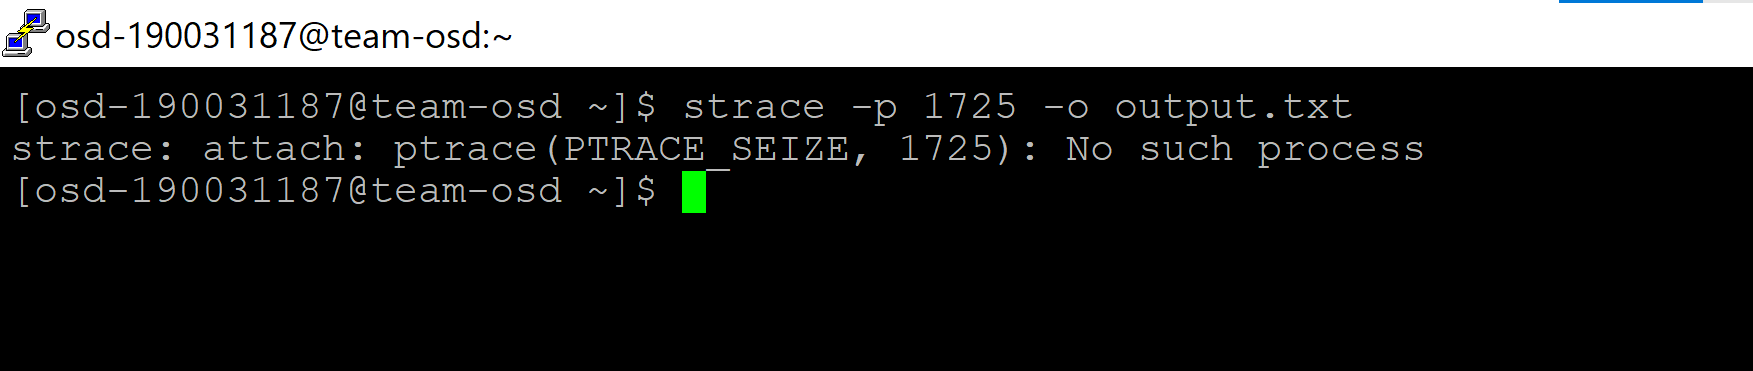 osd-190031187@team-osd:~
[osd-190031187@team-osd ~]$ strace -p 1725 -o output.txt
strace: attach: ptrace(PTRACE_SEIZE, 1725): No such process
[osd-190031187@team-osd ~]$